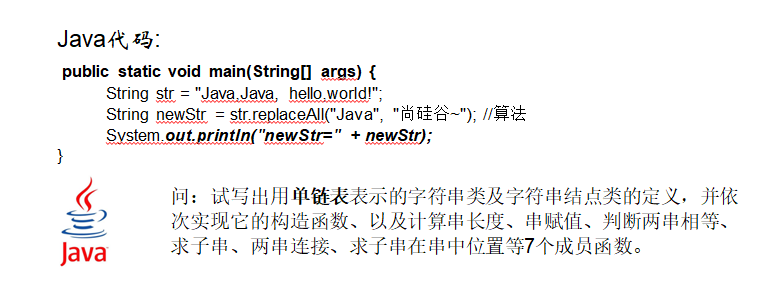 Java代码:
public static void main(String[] args) {
String str = "Java,Java, hello,world!";
String newStr = str.replaceAll("Java", "尚硅谷~"); //算法
System.out.println("newStr=" + newStr);
}
问：试写出用单链表表示的字符串类及字符串结点类的定义，并依
次实现它的构造函数、以及计算串长度、串赋值、判断两串相等、
求子串、两串连接、求子串在串中位置等7个成员函数。
Java